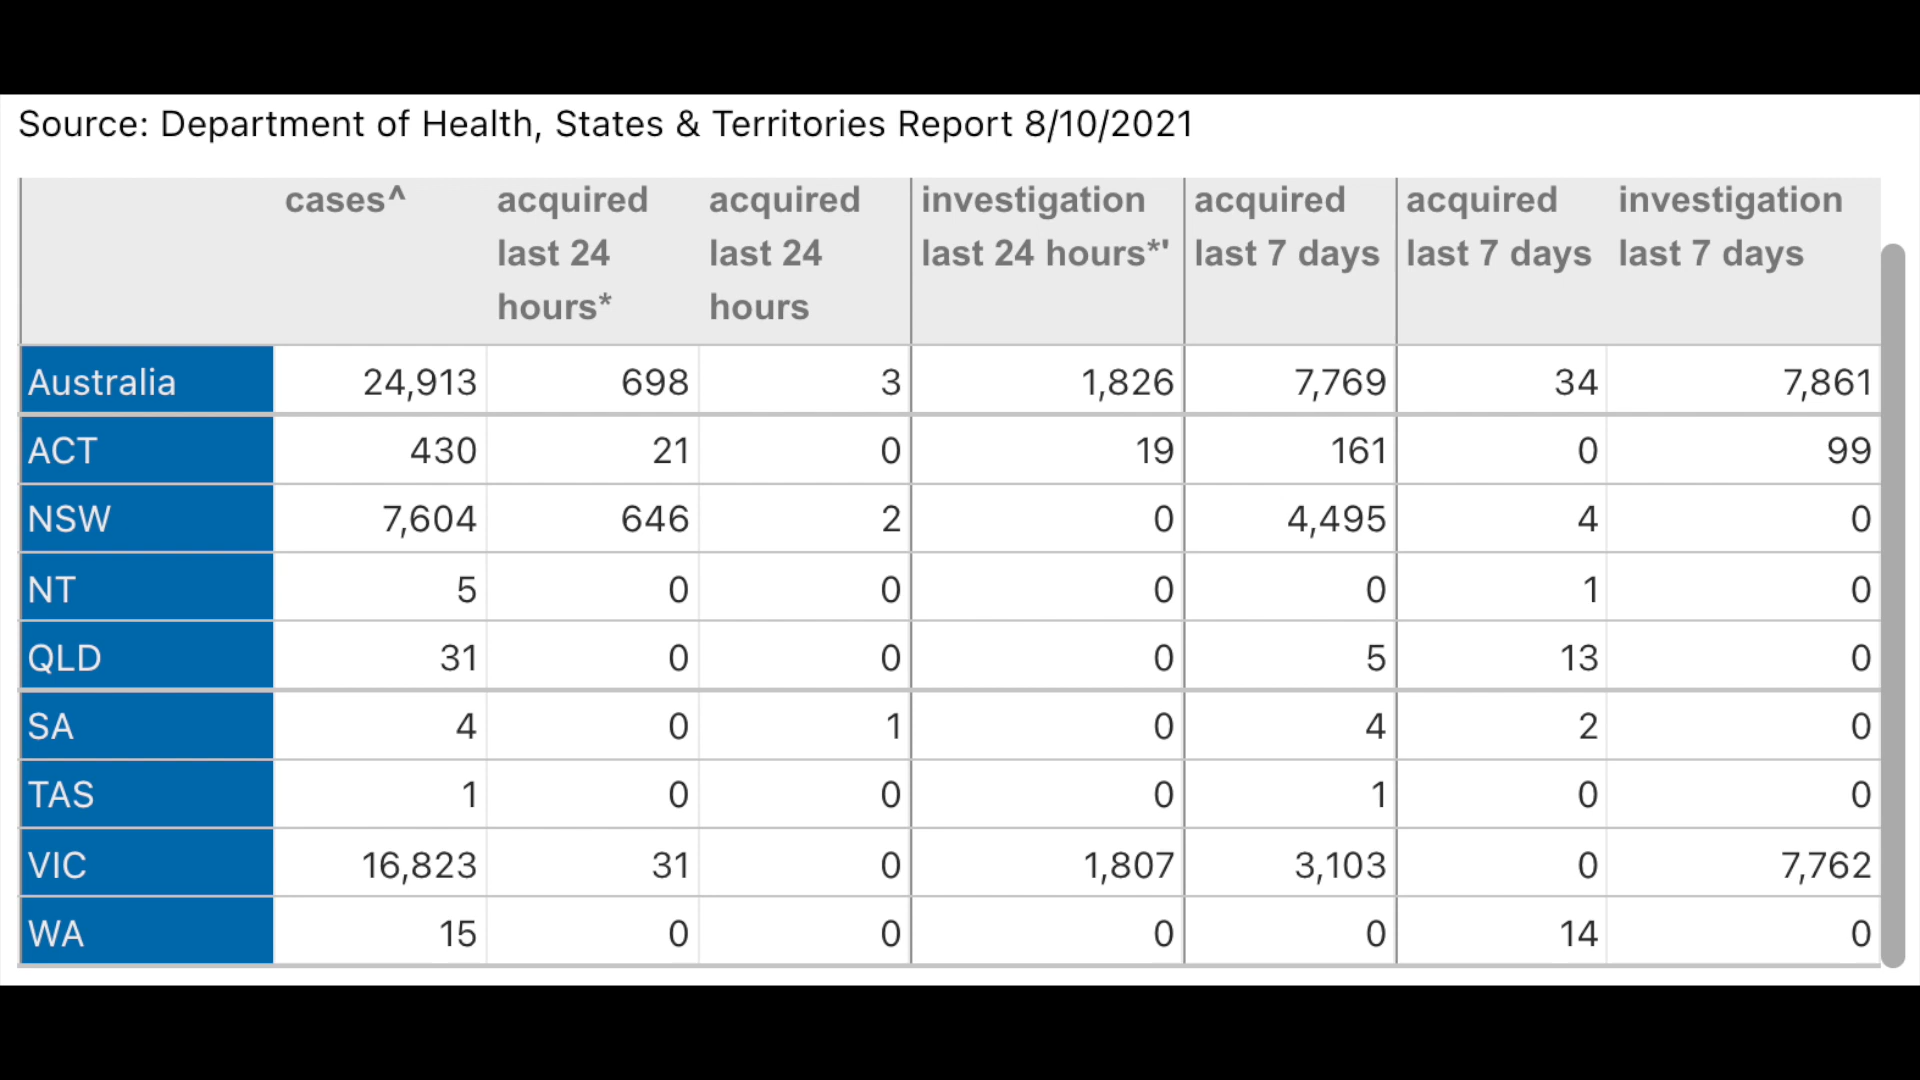 Source: Department of Health, States & Territories Report 8/10/2021
cases^ acquired acquired investigation acquired acquired investigation
last 24 last 24 last 24 hours*' last 7 days last 7 days last 7 days
hours* hours
Australia 24,913 698 3 1,826 7,769 34 7,861
ACT 430 21 0 19 161 0 99
NSW 7,604 646 2 0 4,495 4 0
NT 5 0 0 0 0 1 0
QLD 31 0 0 0 5 13 0
SA 4 0 1 0 4 2 0
TAS 1 0 0 0 1 0 0
VIC 16,823 31 0 1,807 3,103 0 7,762
WA 15 0 0 0 0 14 0